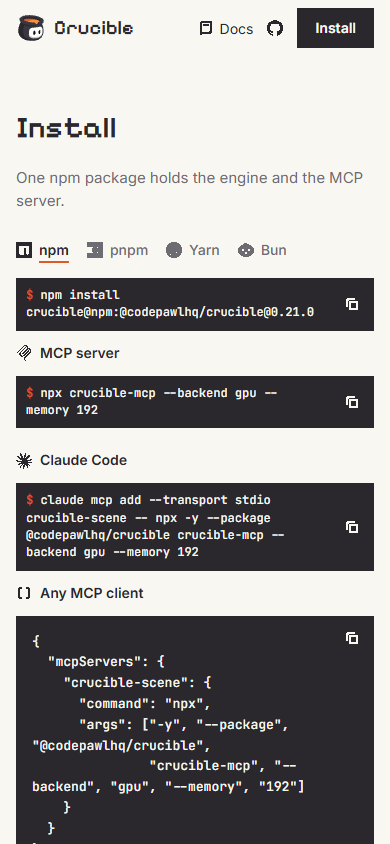 Crucible
Docs
Install
Install
One npm package holds the engine and the MCP
server.
npm
pnpm
Yarn
Bun
$ npm install
crucible@npm:@codepawlhq/crucible@0.21.0
MCP server
$ npx crucible-mcp --backend gpu --
memory 192
Claude Code
$ claude mcp add --transport stdio
crucible-scene -- npx -y --package
@codepawlhq/crucible crucible-mcp --
backend gpu --memory 192
Any MCP client
{
"mcpServers": {
"crucible-scene": {
"command": "npx",
"args": ["-y", "--package",
"@codepawlhq/crucible",
"crucible-mcp", "--
backend", "gpu", "--memory", "192"]
}
}